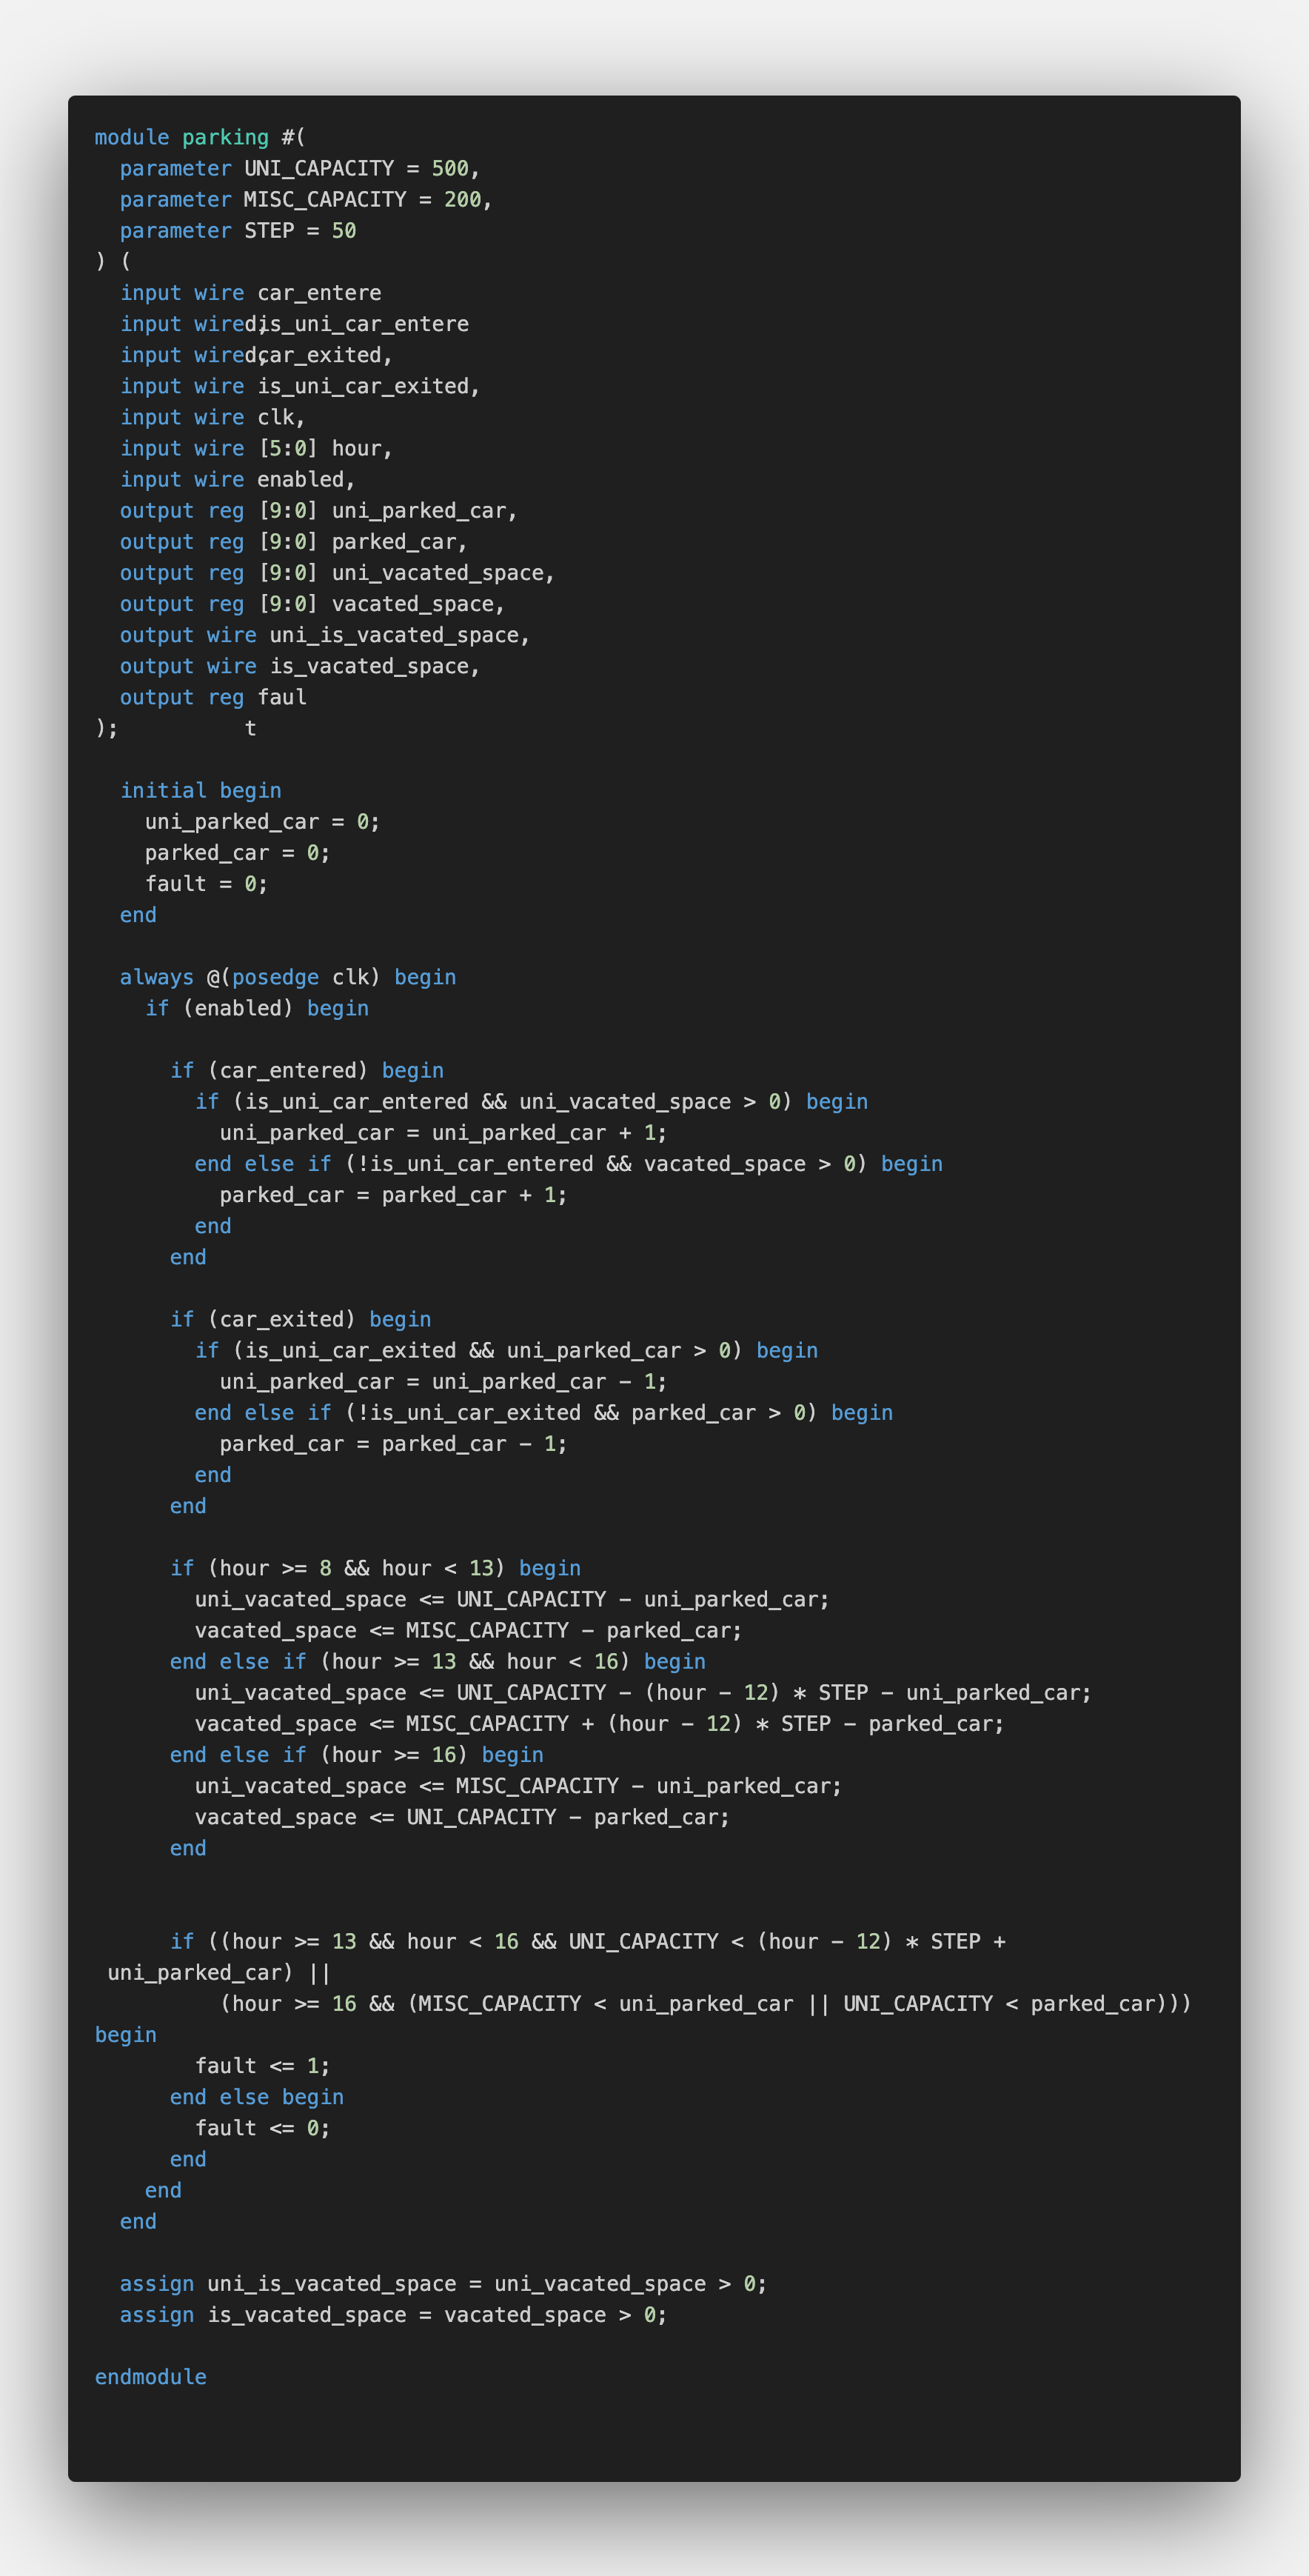 module parking #(
  parameter UNI_CAPACITY = 500,
  parameter MISC_CAPACITY = 200,
  parameter STEP = 50
) (
  input wire car_entere
  input wired,is_uni_car_entere
  input wired,car_exited,
  input wire is_uni_car_exited,
  input wire clk,
  input wire [5:0] hour,
  input wire enabled,
  output reg [9:0] uni_parked_car,
  output reg [9:0] parked_car,
  output reg [9:0] uni_vacated_space,
  output reg [9:0] vacated_space,
  output wire uni_is_vacated_space,
  output wire is_vacated_space,
  output reg faul
);          t

  initial begin
    uni_parked_car = 0;
    parked_car = 0;
    fault = 0;
  end

  always @(posedge clk) begin
    if (enabled) begin

      if (car_entered) begin
        if (is_uni_car_entered && uni_vacated_space > 0) begin
          uni_parked_car = uni_parked_car + 1;
        end else if (!is_uni_car_entered && vacated_space > 0) begin
          parked_car = parked_car + 1;
        end
      end

      if (car_exited) begin
        if (is_uni_car_exited && uni_parked_car > 0) begin
          uni_parked_car = uni_parked_car - 1;
        end else if (!is_uni_car_exited && parked_car > 0) begin
          parked_car = parked_car - 1;
        end
      end

      if (hour >= 8 && hour < 13) begin
        uni_vacated_space <= UNI_CAPACITY - uni_parked_car;
        vacated_space <= MISC_CAPACITY - parked_car;
      end else if (hour >= 13 && hour < 16) begin
        uni_vacated_space <= UNI_CAPACITY - (hour - 12) * STEP - uni_parked_car;
        vacated_space <= MISC_CAPACITY + (hour - 12) * STEP - parked_car;
      end else if (hour >= 16) begin
        uni_vacated_space <= MISC_CAPACITY - uni_parked_car;
        vacated_space <= UNI_CAPACITY - parked_car;
      end


      if ((hour >= 13 && hour < 16 && UNI_CAPACITY < (hour - 12) * STEP +
 uni_parked_car) ||
          (hour >= 16 && (MISC_CAPACITY < uni_parked_car || UNI_CAPACITY < parked_car)))
begin
        fault <= 1;
      end else begin
        fault <= 0;
      end
    end
  end

  assign uni_is_vacated_space = uni_vacated_space > 0;
  assign is_vacated_space = vacated_space > 0;

endmodule